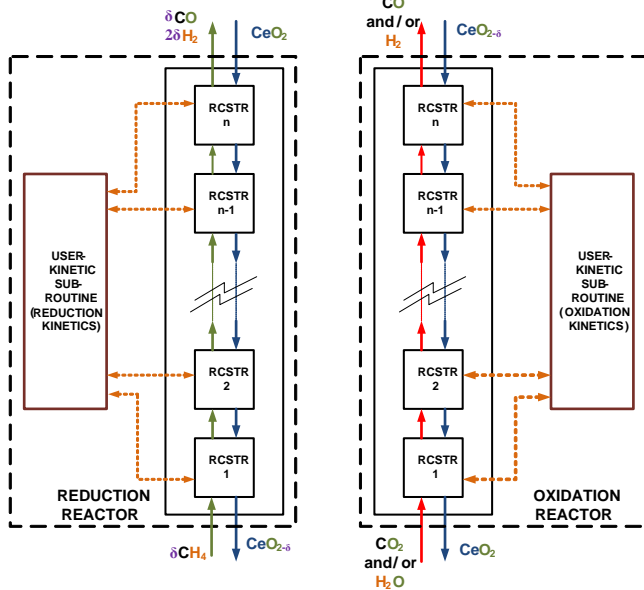 δCO
2δH₂
CeO₂
RCSTR
n
RCSTR
n-1
USER-
KINETIC
SUB-
ROUTINE
(REDUCTION
KINETICS)
RCSTR
2
RCSTR
1
REDUCTION
REACTOR
δCH₄
CeO₂₋δ
CO
and/or
H₂
CeO₂₋δ
RCSTR
n
RCSTR
n-1
USER-
KINETIC
SUB-
ROUTINE
(OXIDATION
KINETICS)
RCSTR
2
RCSTR
1
OXIDATION
REACTOR
CO₂
and/or
H₂O
CeO₂